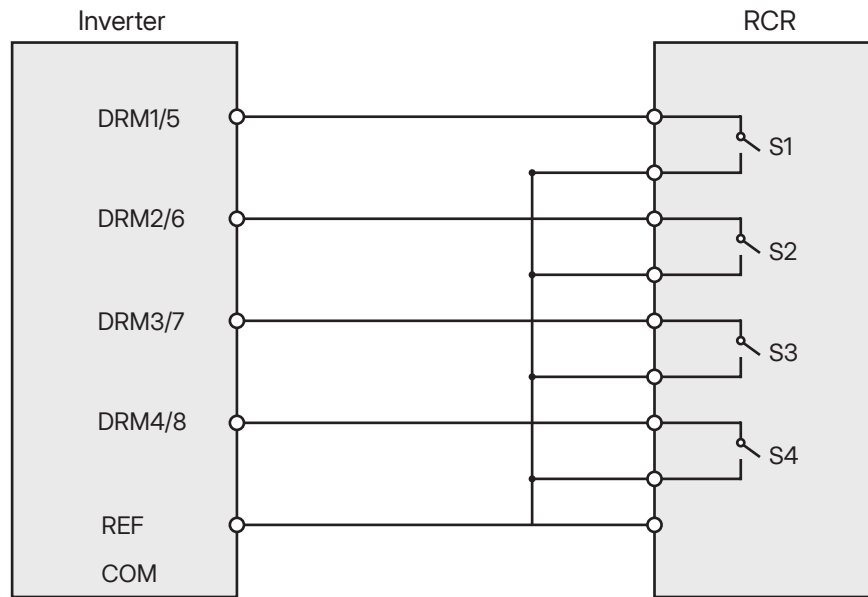 Inverter
RCR
DRM1/5
S1
DRM2/6
S2
DRM3/7
S3
DRM4/8
S4
REF
COM